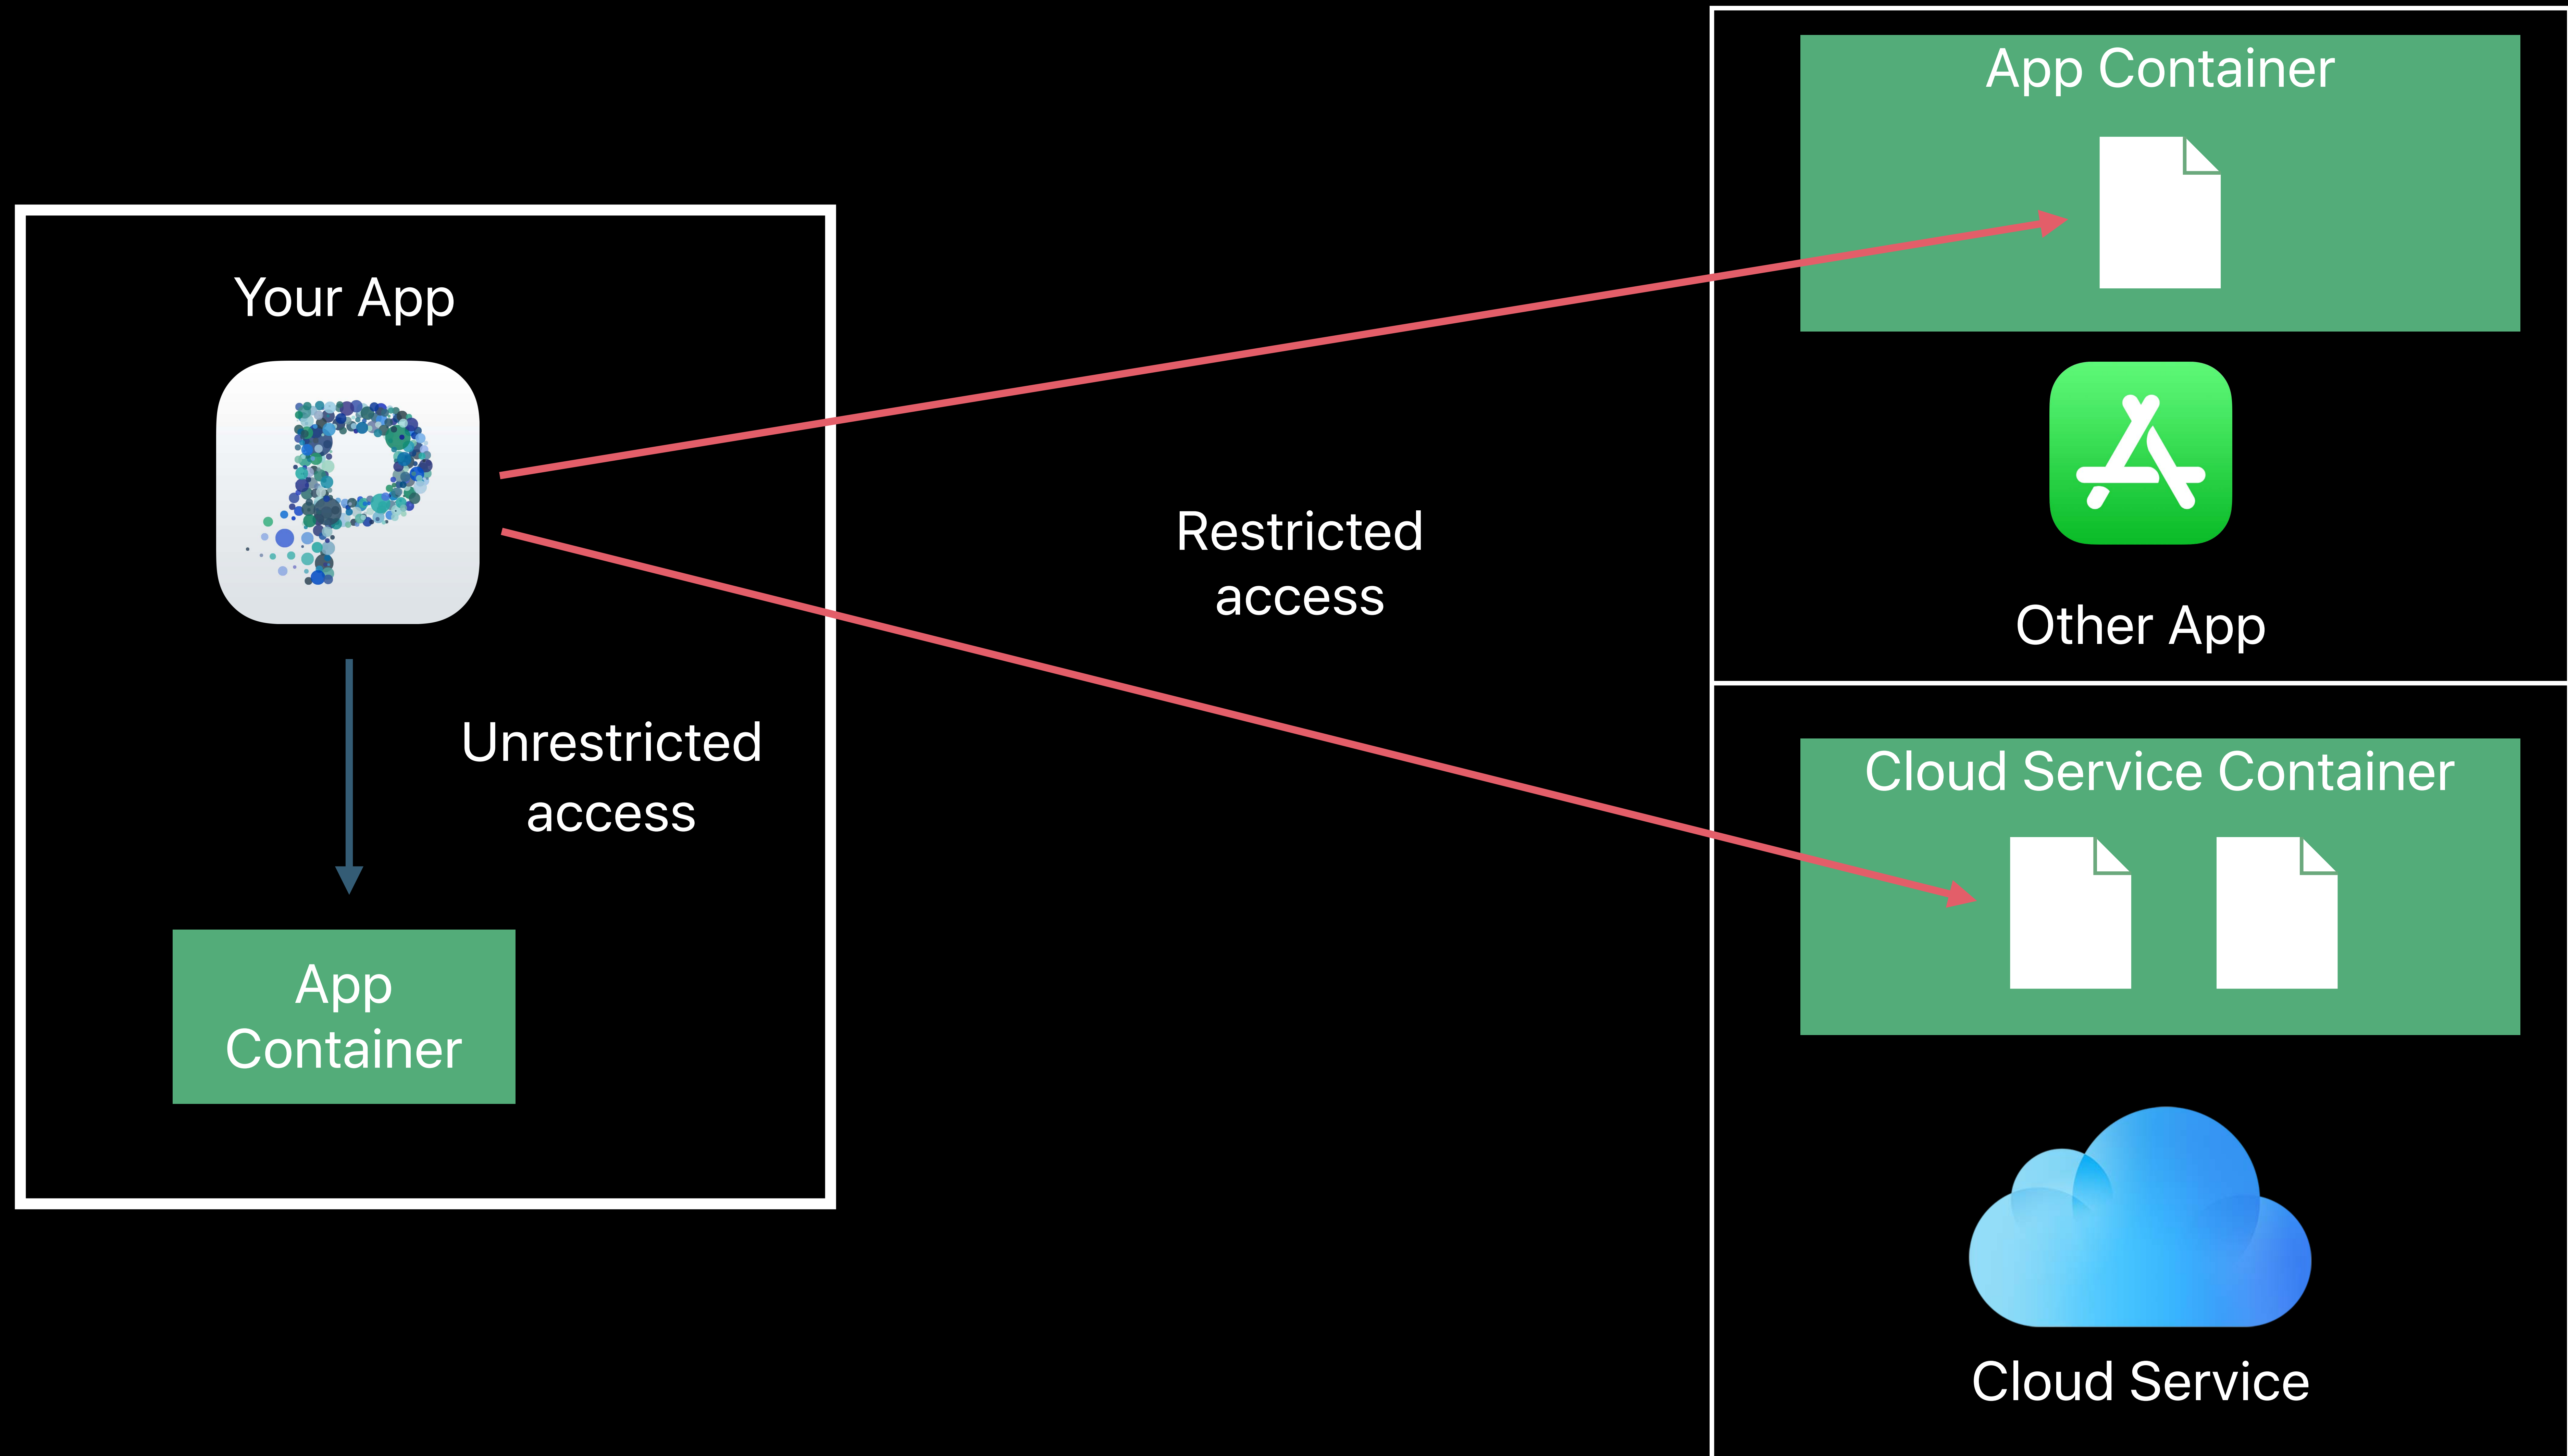 Your App
Unrestricted
access
App
Container
Restricted
access
App Container
Other App
Cloud Service Container
Cloud Service